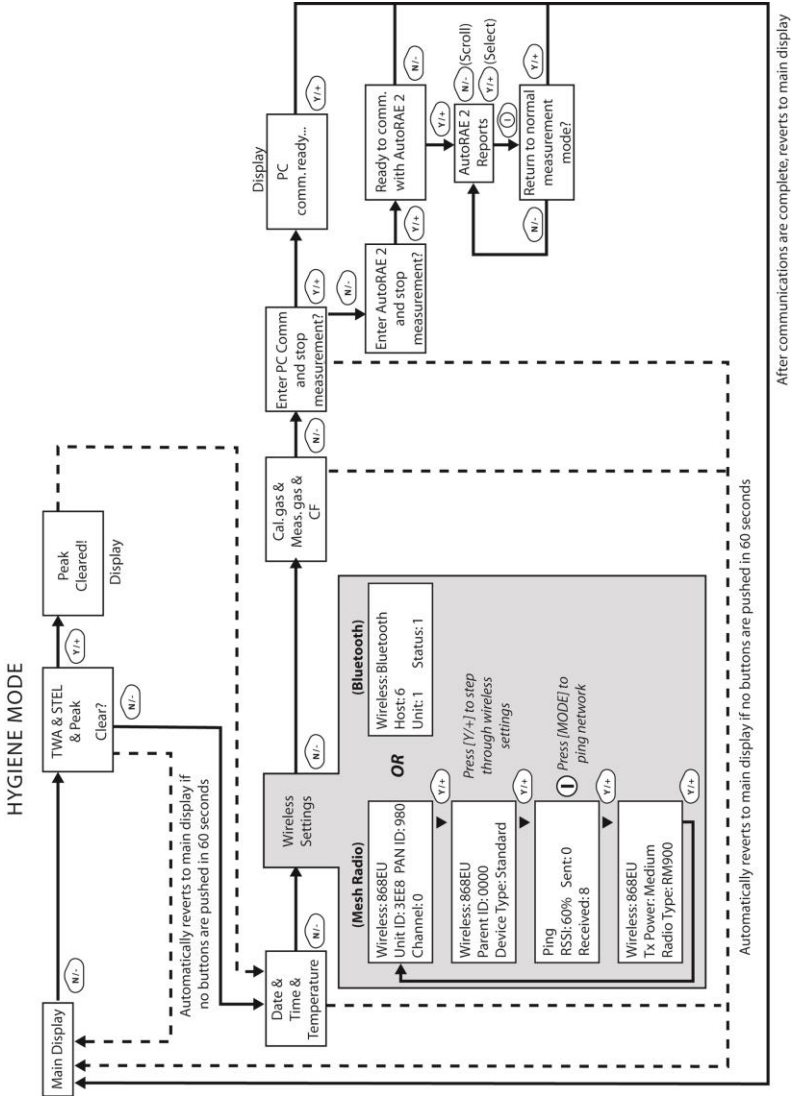 HYGIENE MODE
Main Display
N/-
TWA & STEL
& Peak
Clear?
Y/+
Peak
Cleared!
Display
N/-
Automatically reverts to main display if
no buttons are pushed in 60 seconds
Date &
Time &
Temperature
N/-
Wireless
Settings
N/-
Cal. gas &
Meas. gas &
CF
N/-
Enter PC Comm
and stop
measurement?
Y/+
Display
PC
comm. ready...
Y/+
N/-
Enter AutoRAE 2
and stop
measurement?
Y/+
Ready to comm.
with AutoRAE 2
N/-
Y/+
AutoRAE 2
Reports
N/- (Scroll)
Y/+ (Select)
Return to normal
measurement
mode?
N/-
Y/+
(Mesh Radio)
Wireless: 868EU
Unit ID: 3EE8 PAN ID: 980
Channel: 0
Y/+
Wireless: 868EU
Parent ID: 0000
Device Type: Standard
Y/+
Ping
RSSI: 60% Sent: 0
Received: 8
Y/+
Wireless: 868EU
Tx Power: Medium
Radio Type: RM900
Y/+
OR
(Bluetooth)
Wireless: Bluetooth
Host: 6
Unit: 1 Status: 1
Press [Y/+] to step
through wireless
settings
Press [MODE] to
ping network
Automatically reverts to main display if no buttons are pushed in 60 seconds
After communications are complete, reverts to main display